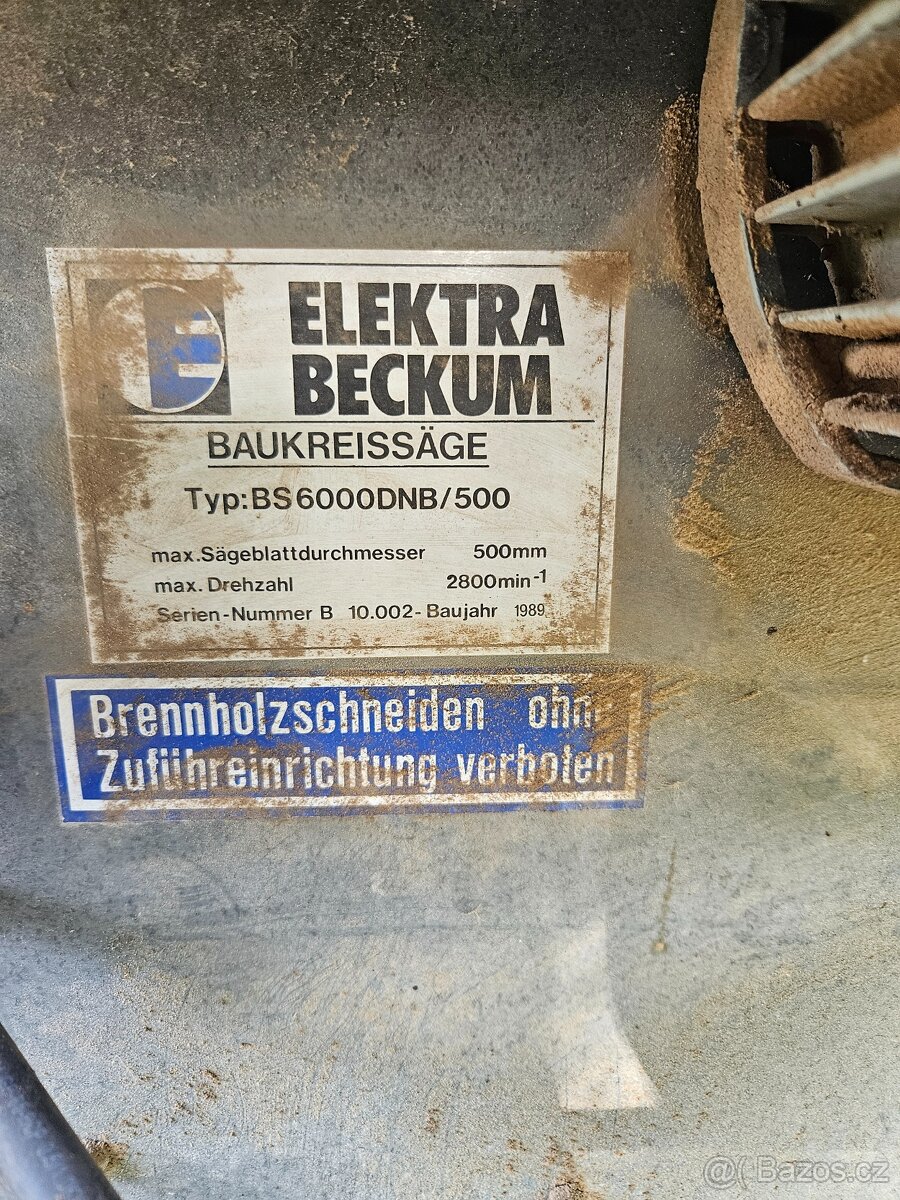 E
ELEKTRA
BECKUM
BAUKREISSÄGE
Typ: BS6000DNB/500
max. Sägeblattdurchmesser 500mm
max. Drehzahl 2800min-1
Serien-Nummer B 10.002-Baujahr 1989
Brennholzschneiden ohn
Zuführeinrichtung verboten
@( Bazos.cz